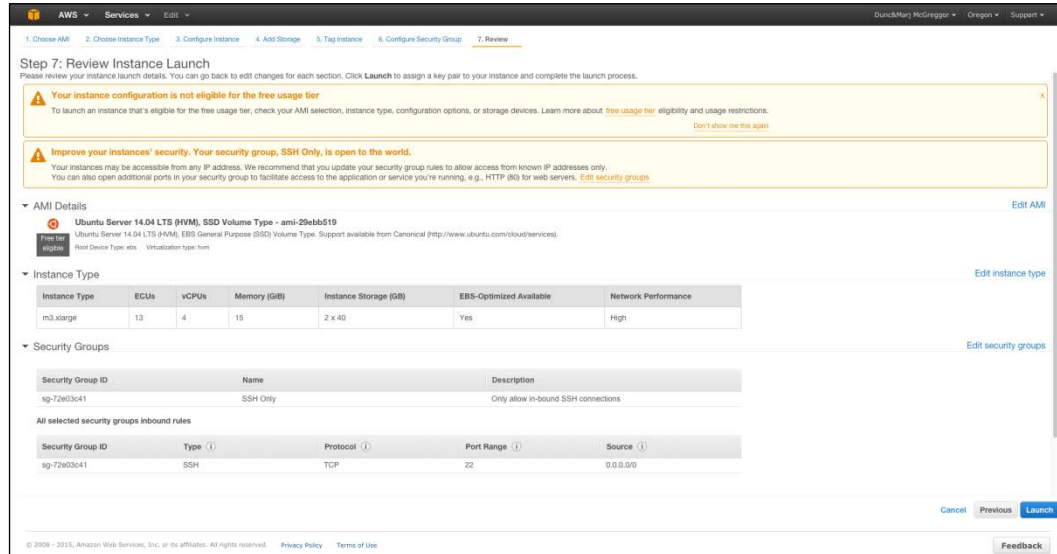 AWS Services Edit Dunc&Marj McGreggor Oregon Support
1. Choose AMI 2. Choose Instance Type 3. Configure Instance 4. Add Storage 5. Tag Instance 6. Configure Security Group 7. Review
Step 7: Review Instance Launch
Please review your instance launch details. You can go back to edit changes for each section. Click Launch to assign a key pair to your instance and complete the launch process.
Your instance configuration is not eligible for the free usage tier x
To launch an instance that's eligible for the free usage tier, check your AMI selection, instance type, configuration options, or storage devices. Learn more about free usage tier eligibility and usage restrictions.
Don't show me this again
Improve your instances' security. Your security group, SSH Only, is open to the world.
Your instances may be accessible from any IP address. We recommend that you update your security group rules to allow access from known IP addresses only.
You can also open additional ports in your security group to facilitate access to the application or service you're running, e.g., HTTP (80) for web servers. Edit security groups
AMI Details Edit AMI
Ubuntu Server 14.04 LTS (HVM), SSD Volume Type - ami-29ebb519
Free tier eligible
Ubuntu Server 14.04 LTS (HVM), EBS General Purpose (SSD) Volume Type. Support available from Canonical (http://www.ubuntu.com/cloud/services).
Root Device Type: ebs Virtualization type: hvm
Instance Type Edit instance type
Instance Type ECUs vCPUs Memory (GiB) Instance Storage (GB) EBS-Optimized Available Network Performance
m3.xlarge 13 4 15 2 x 40 Yes High
Security Groups Edit security groups
Security Group ID Name Description
sg-72e03c41 SSH Only Only allow in-bound SSH connections
All selected security groups inbound rules
Security Group ID Type Protocol Port Range Source
sg-72e03c41 SSH TCP 22 0.0.0.0/0
Cancel Previous Launch
© 2008 - 2015, Amazon Web Services, Inc. or its affiliates. All rights reserved. Privacy Policy Terms of Use Feedback